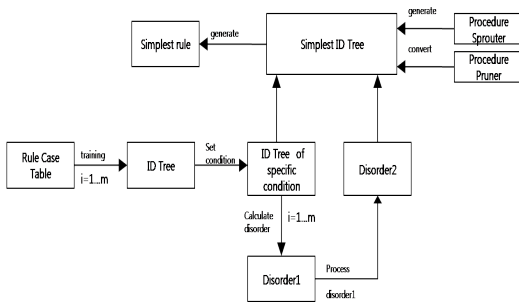 generate
Procedure
Sprouter
Simplest rule
generate
Simplest ID Tree
convert
Procedure
Pruner
Rule Case
Table
training
i=1...m
ID Tree
Set
condition
ID Tree of
specific
condition
Disorder2
Calculate
disorder
i=1...m
Disorder1
Process
disorder1